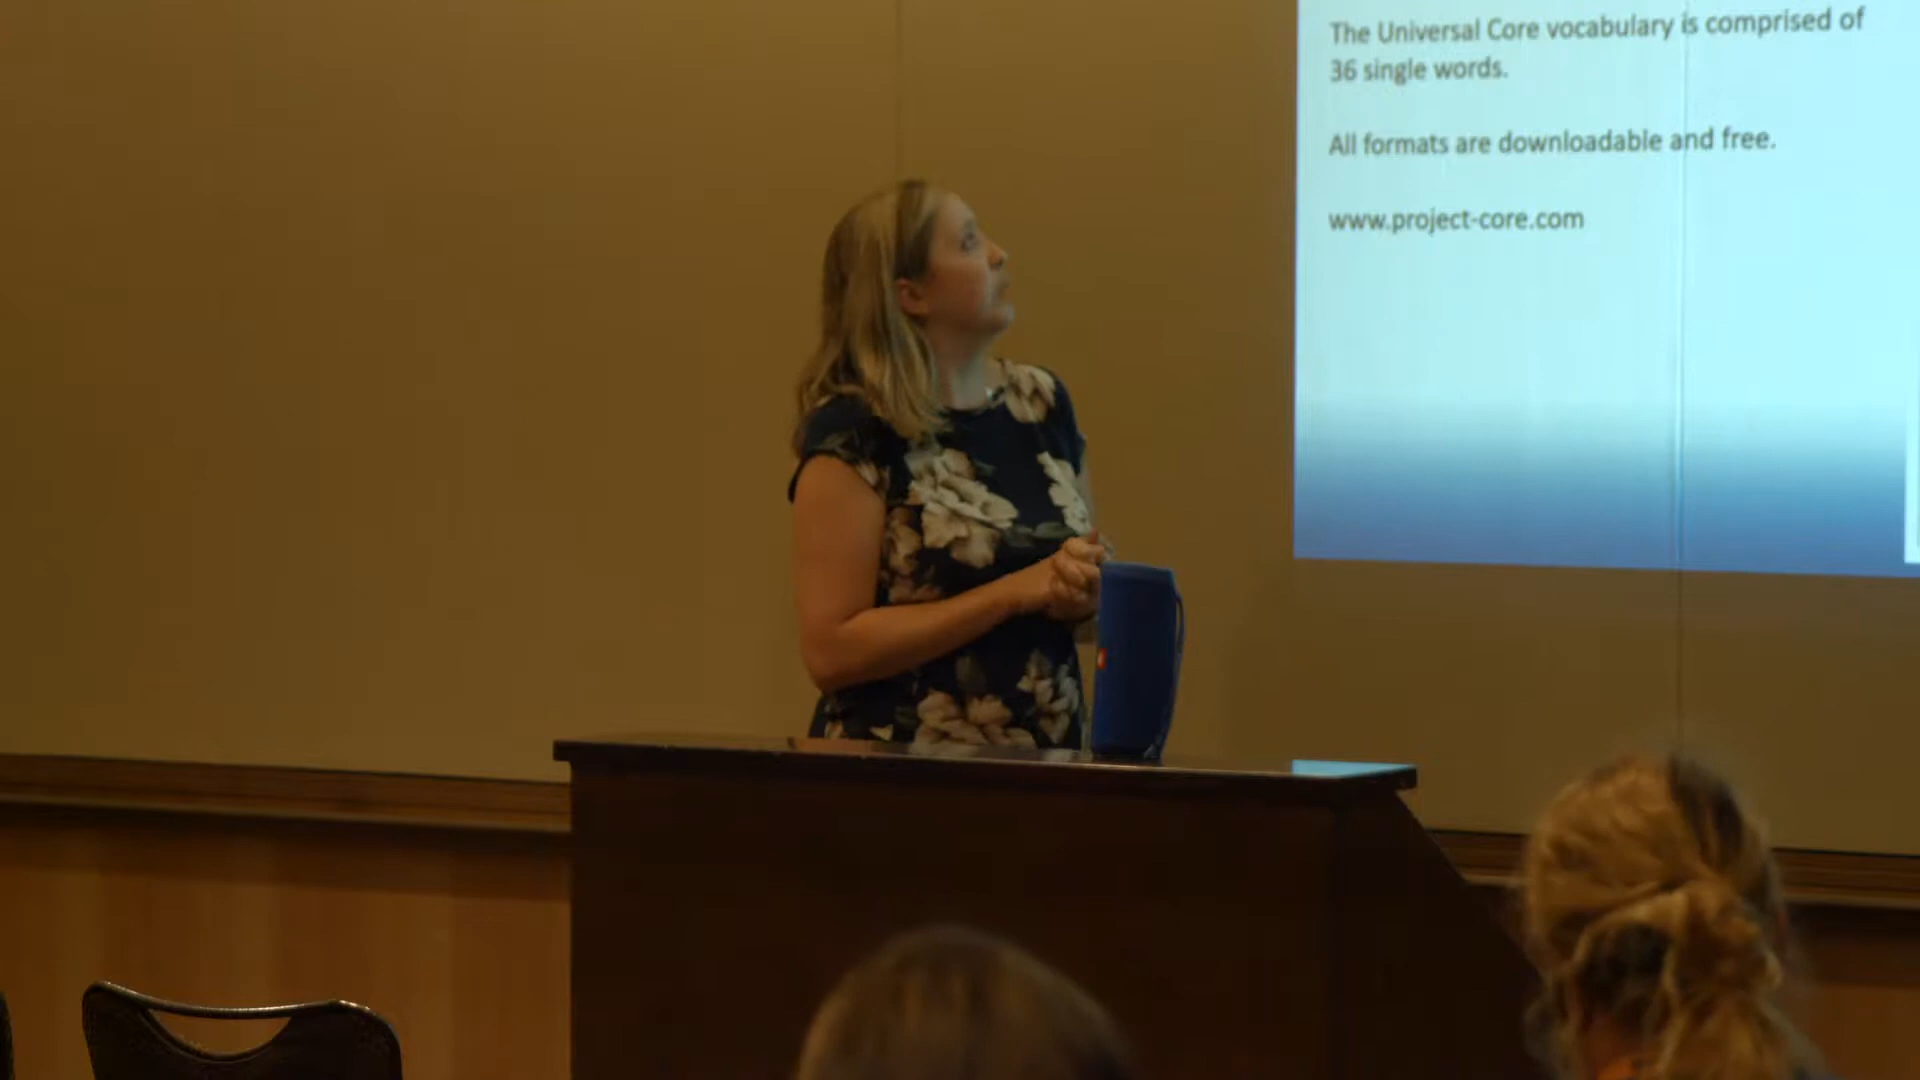 The Universal Core vocabulary is comprised of
36 single words.
All formats are downloadable and free.
www.project-core.com